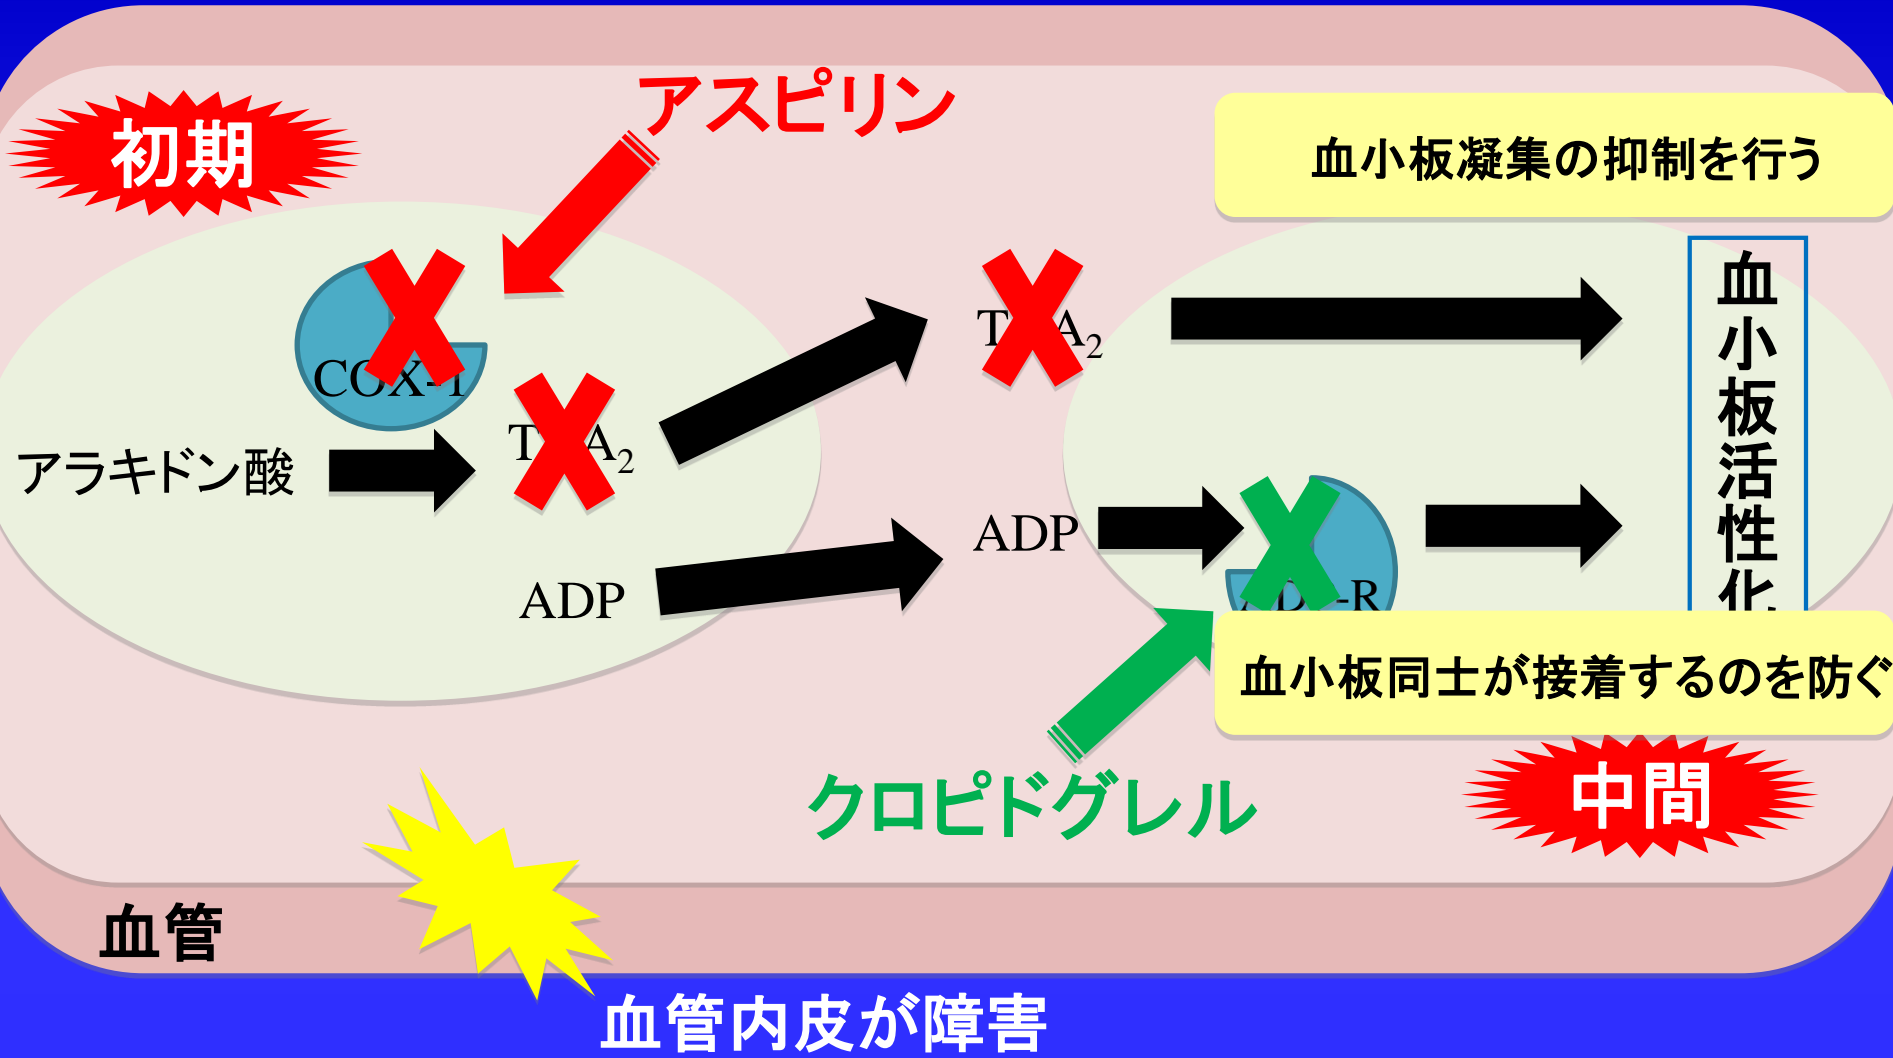 アスピリン
初期
血小板凝集の抑制を行う
COX-1
アラキドン酸
ADP
ADP
血小板活性化
血小板同士が接着するのを防ぐ
クロピドグレル
中間
血管
血管内皮が障害